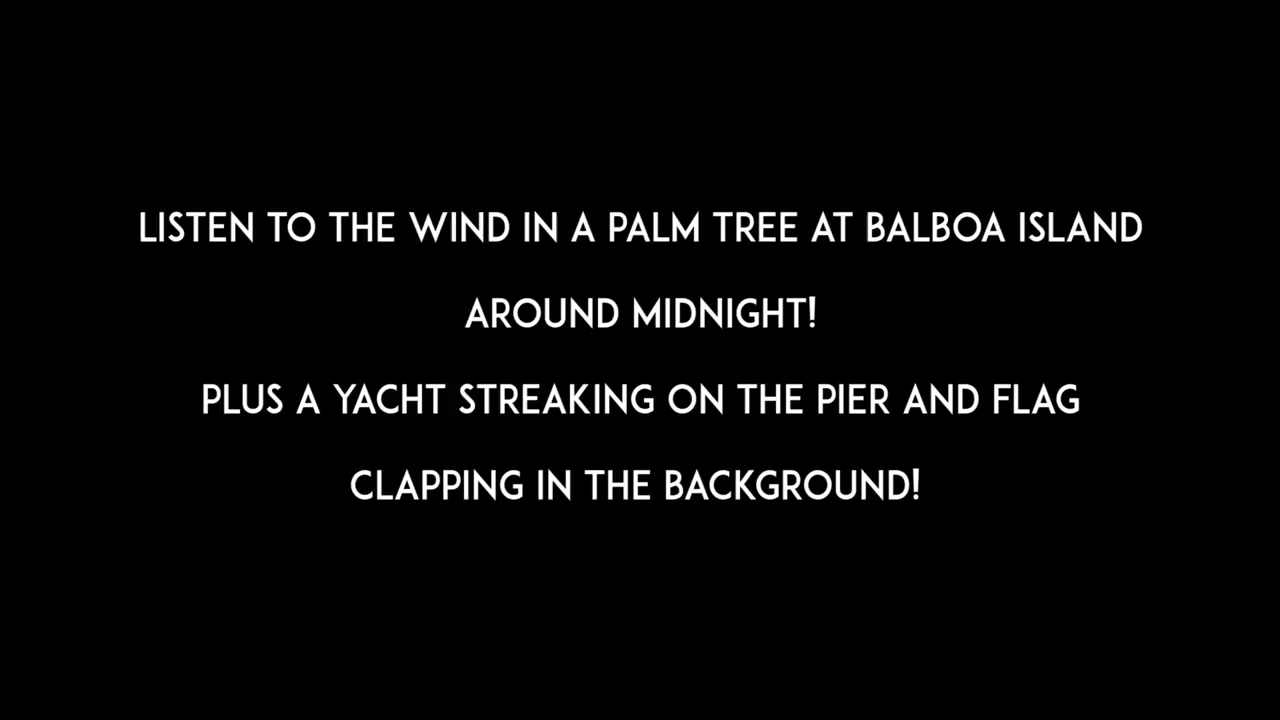 LISTEN TO THE WIND IN A PALM TREE AT BALBOA ISLAND
AROUND MIDNIGHT!
PLUS A YACHT STREAKING ON THE PIER AND FLAG
CLAPPING IN THE BACKGROUND!